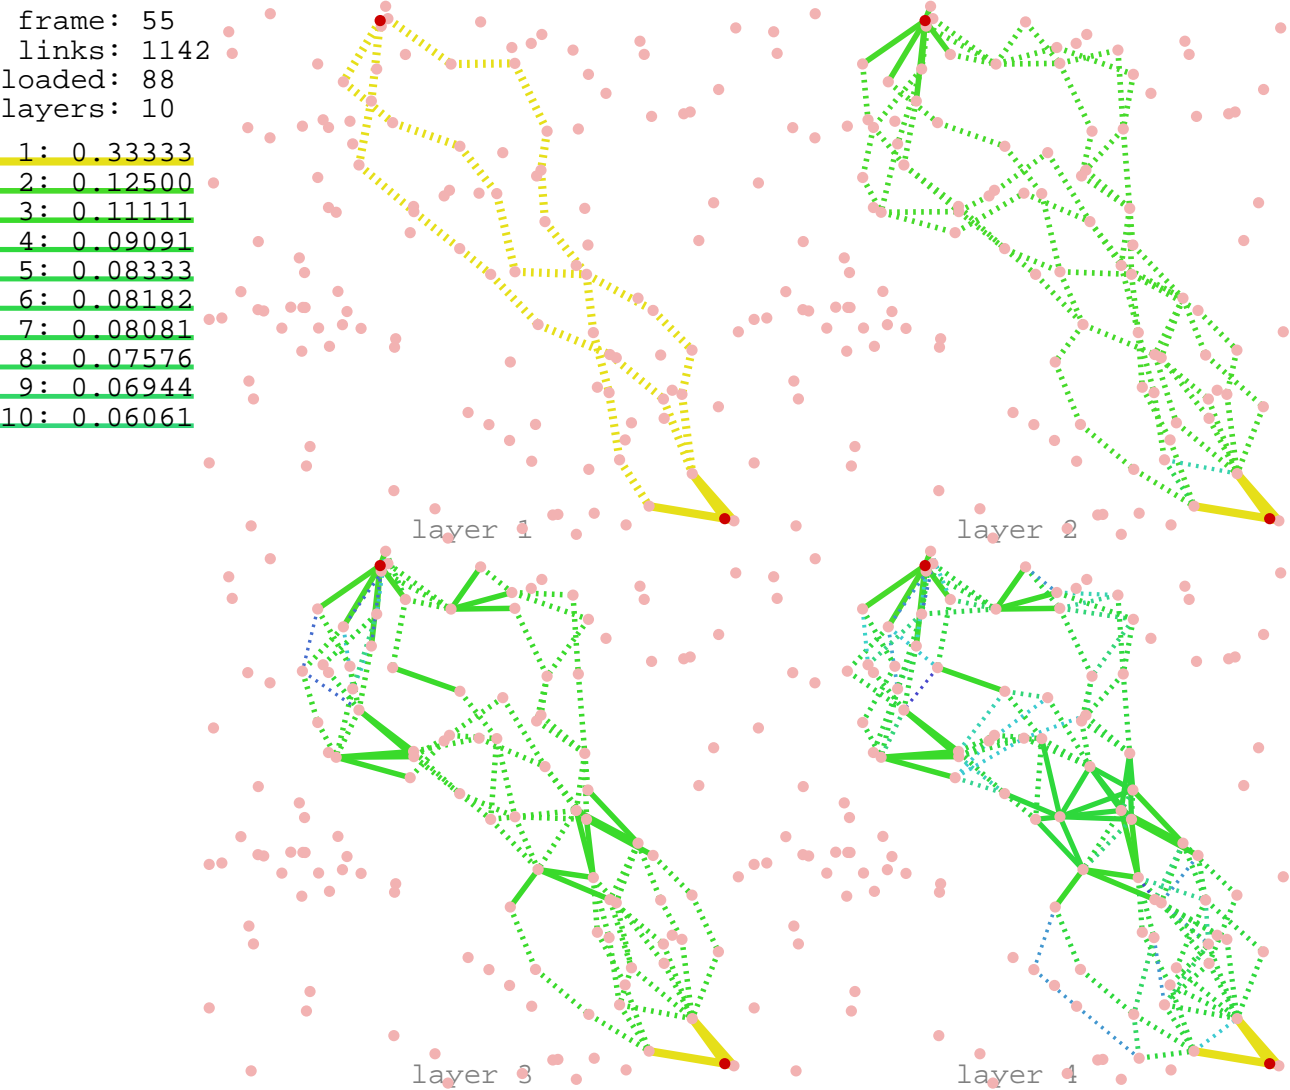 frame: 55
links: 1142
loaded: 88
layers: 10
1: 0.33333
2: 0.12500
3: 0.11111
4: 0.09091
5: 0.08333
6: 0.08182
7: 0.08081
8: 0.07576
9: 0.06944
10: 0.06061
layer 1
layer 2
layer 3
layer 4